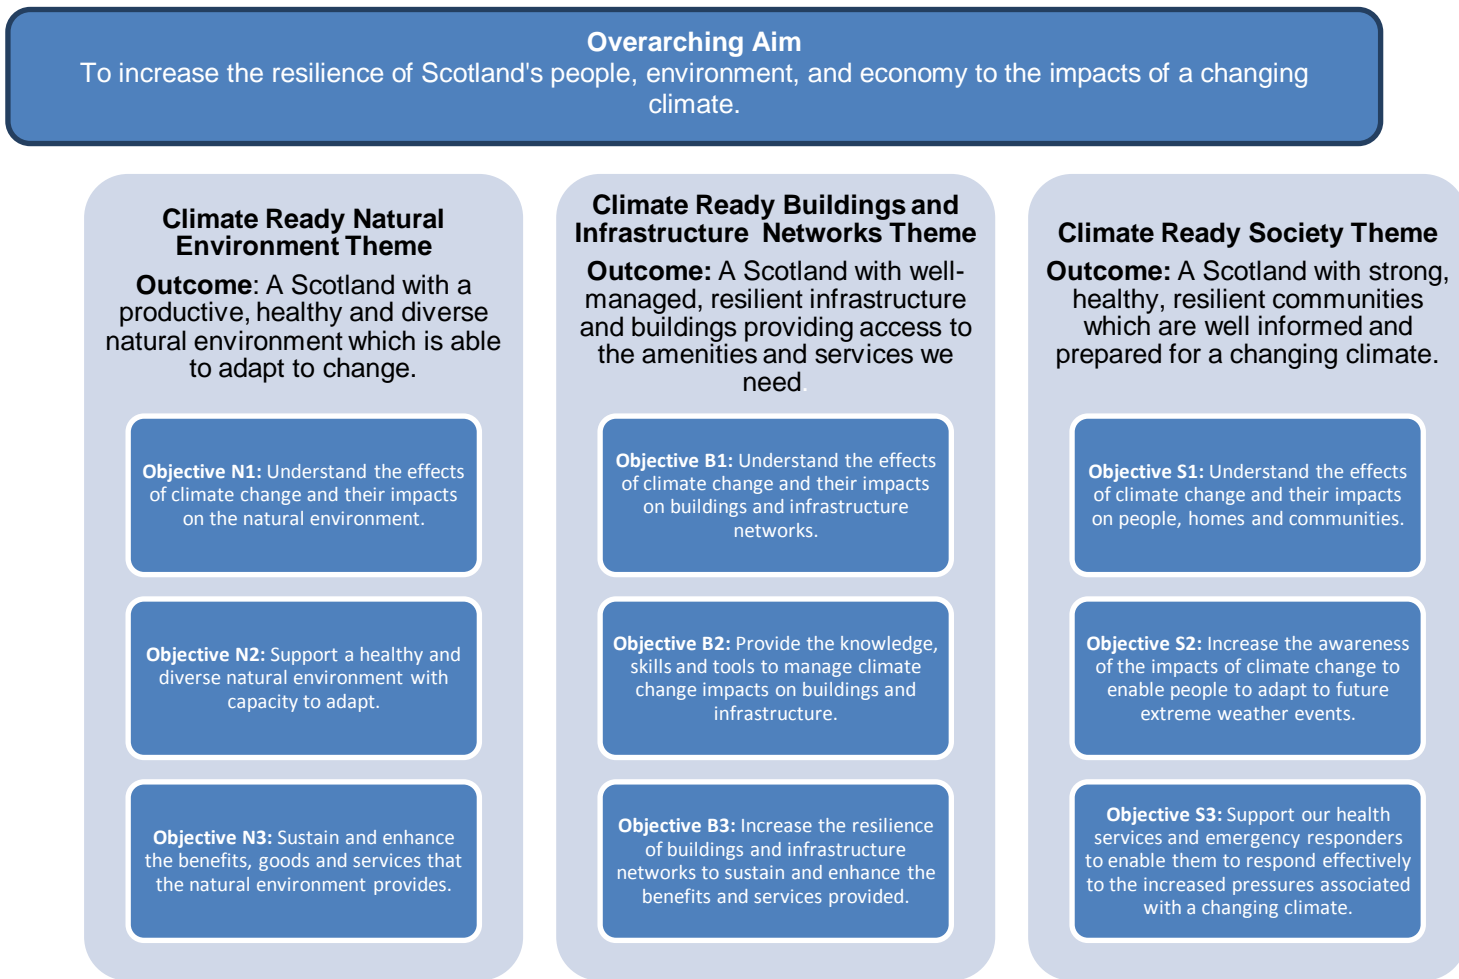 Overarching Aim
To increase the resilience of Scotland's people, environment, and economy to the impacts of a changing
climate.
Climate Ready Natural
Environment Theme
Outcome: A Scotland with a
productive, healthy and diverse
natural environment which is able
to adapt to change.
Objective N1: Understand the effects
of climate change and their impacts
on the natural environment.
Objective N2: Support a healthy and
diverse natural environment with
capacity to adapt.
Objective N3: Sustain and enhance
the benefits, goods and services that
the natural environment provides.
Climate Ready Buildings and
Infrastructure Networks Theme
Outcome: A Scotland with well-
managed, resilient infrastructure
and buildings providing access to
the amenities and services we
need.
Objective B1: Understand the effects
of climate change and their impacts
on buildings and infrastructure
networks.
Objective B2: Provide the knowledge,
skills and tools to manage climate
change impacts on buildings and
infrastructure.
Objective B3: Increase the resilience
of buildings and infrastructure
networks to sustain and enhance the
benefits and services provided.
Climate Ready Society Theme
Outcome: A Scotland with strong,
healthy, resilient communities
which are well informed and
prepared for a changing climate.
Objective S1: Understand the effects
of climate change and their impacts
on people, homes and communities.
Objective S2: Increase the awareness
of the impacts of climate change to
enable people to adapt to future
extreme weather events.
Objective S3: Support our health
services and emergency responders
to enable them to respond effectively
to the increased pressures associated
with a changing climate.